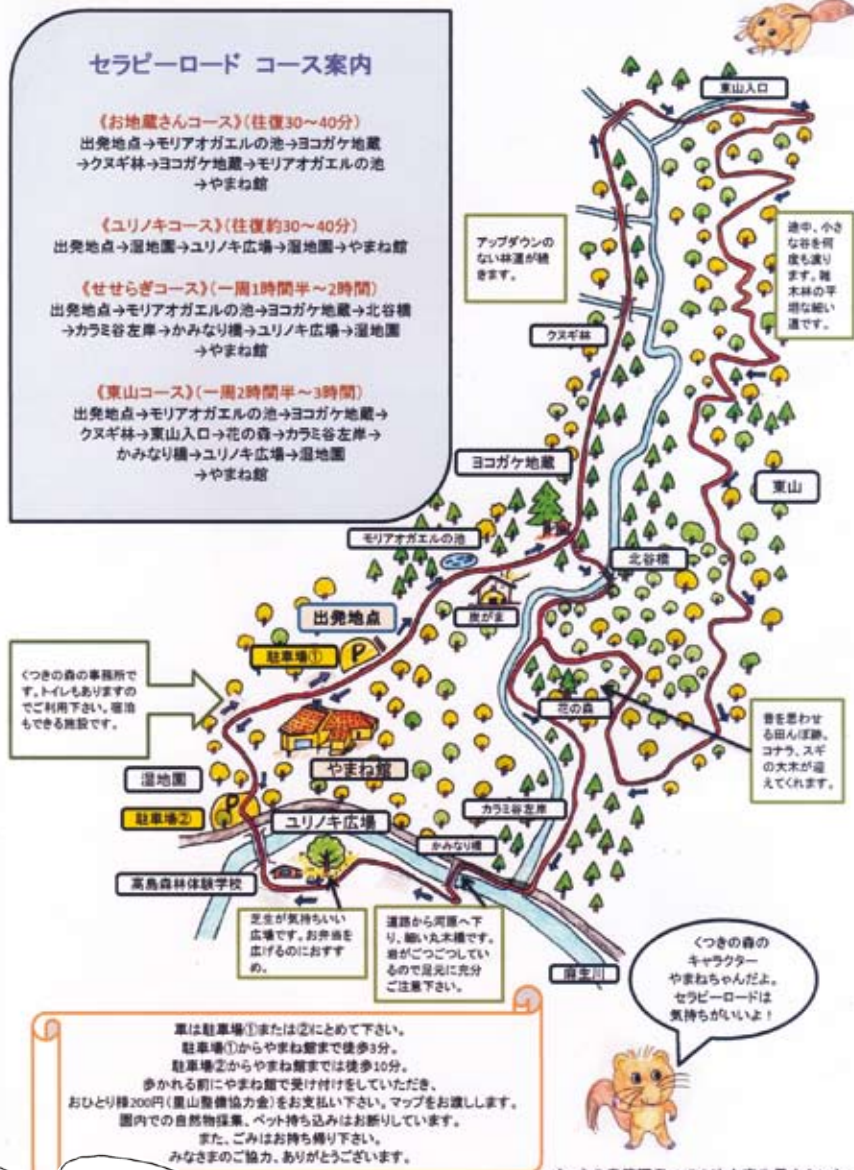 セラピーロード コース案内
《お地蔵さんコース》(往復30～40分)
出発地点→モリアオガエルの池→ヨコガケ地蔵
→クヌギ林→ヨコガケ地蔵→モリアオガエルの池
→やまね館
《ユリノキコース》(往復約30～40分)
出発地点→湿地園→ユリノキ広場→湿地園→やまね館
《せせらぎコース》(一周1時間半～2時間)
出発地点→モリアオガエルの池→ヨコガケ地蔵→北谷橋
→カラミ谷左岸→かみなり橋→ユリノキ広場→湿地園
→やまね館
《東山コース》(一周2時間半～3時間)
出発地点→モリアオガエルの池→ヨコガケ地蔵→
クヌギ林→東山入口→花の森→カラミ谷左岸→
かみなり橋→ユリノキ広場→湿地園
→やまね館
東山入口
アップダウンの
ない林道が続
きます。
途中、小さ
な谷を何
度も渡り
ます。雑
木林の平
坦な細い
道です。
クヌギ林
ヨコガケ地蔵
東山
モリアオガエルの池
北谷橋
出発地点
炭がま
駐車場①
P
くつきの森の事務所で
す。トイレもありますの
でご利用下さい。宿泊
もできる施設です。
花の森
昔を思わせ
る田んぼ跡。
コナラ、スギ
の大木が迎
えてくれます。
やまね館
湿地園
P
駐車場②
カラミ谷左岸
ユリノキ広場
かみなり橋
高島森林体験学校
芝生が気持ちいい
広場です。お弁当を
広げるのにおすす
め。
道路から河原へ下
り、細い丸木橋です。
岩がごつごつしてい
るので足元に充分
ご注意下さい。
麻生川
くつきの森の
キャラクター
やまねちゃんだよ。
セラピーロードは
気持ちがいいよ！
車は駐車場①または②にとめて下さい。
駐車場①からやまね館まで徒歩3分。
駐車場②からやまね館までは徒歩10分。
歩かれる前にやまね館で受け付けをしていただき、
おひとり様200円(里山整備協力金)をお支払い下さい。マップをお渡しします。
園内での自然物採集、ペット持ち込みはお断りしています。
また、ごみはお持ち帰り下さい。
みなさまのご協力、ありがとうございます。